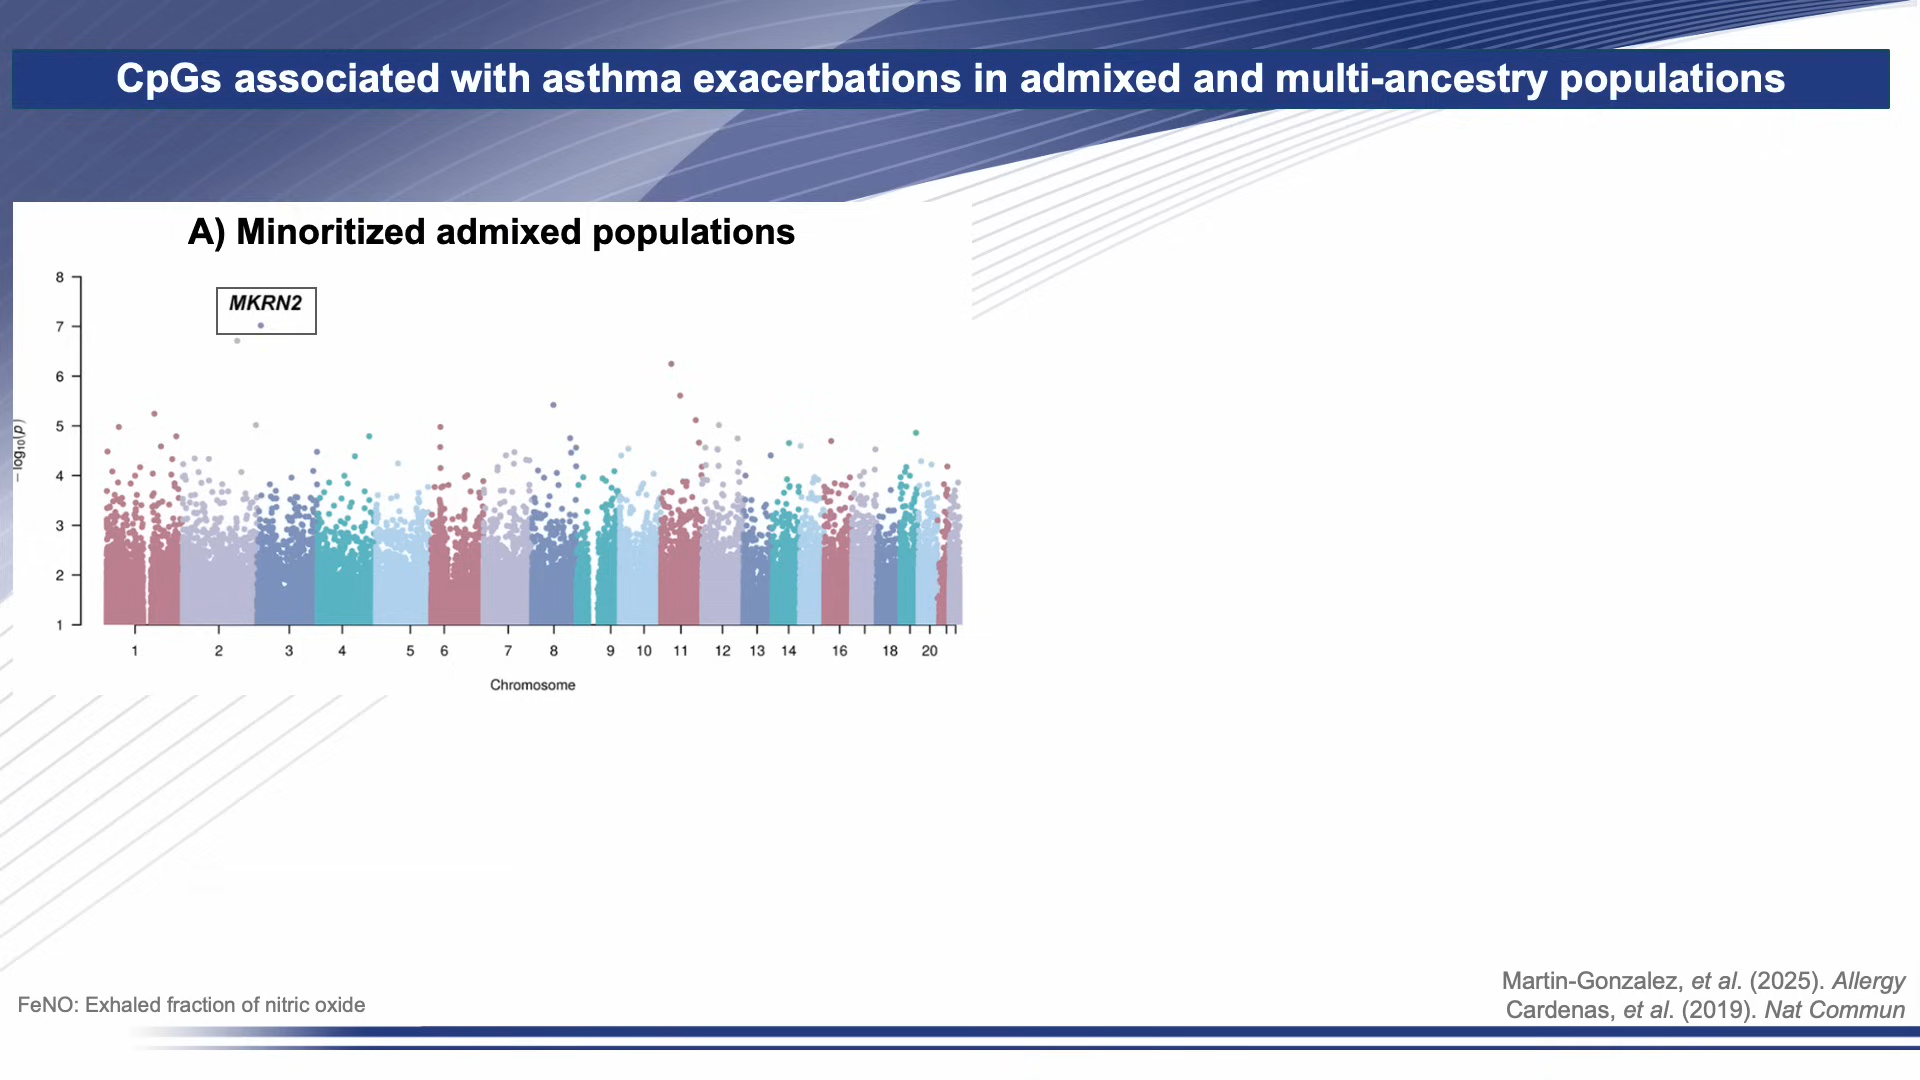 CpGs associated with asthma exacerbations in admixed and multi-ancestry populations
A) Minoritized admixed populations
MKRN2
8
7
6
5
4
3
2
1
− log10(p)
1 2 3 4 5 6 7 8 9 10 11 12 13 14 16 18 20
Chromosome
FeNO: Exhaled fraction of nitric oxide
Martin-Gonzalez, et al. (2025). Allergy
Cardenas, et al. (2019). Nat Commun